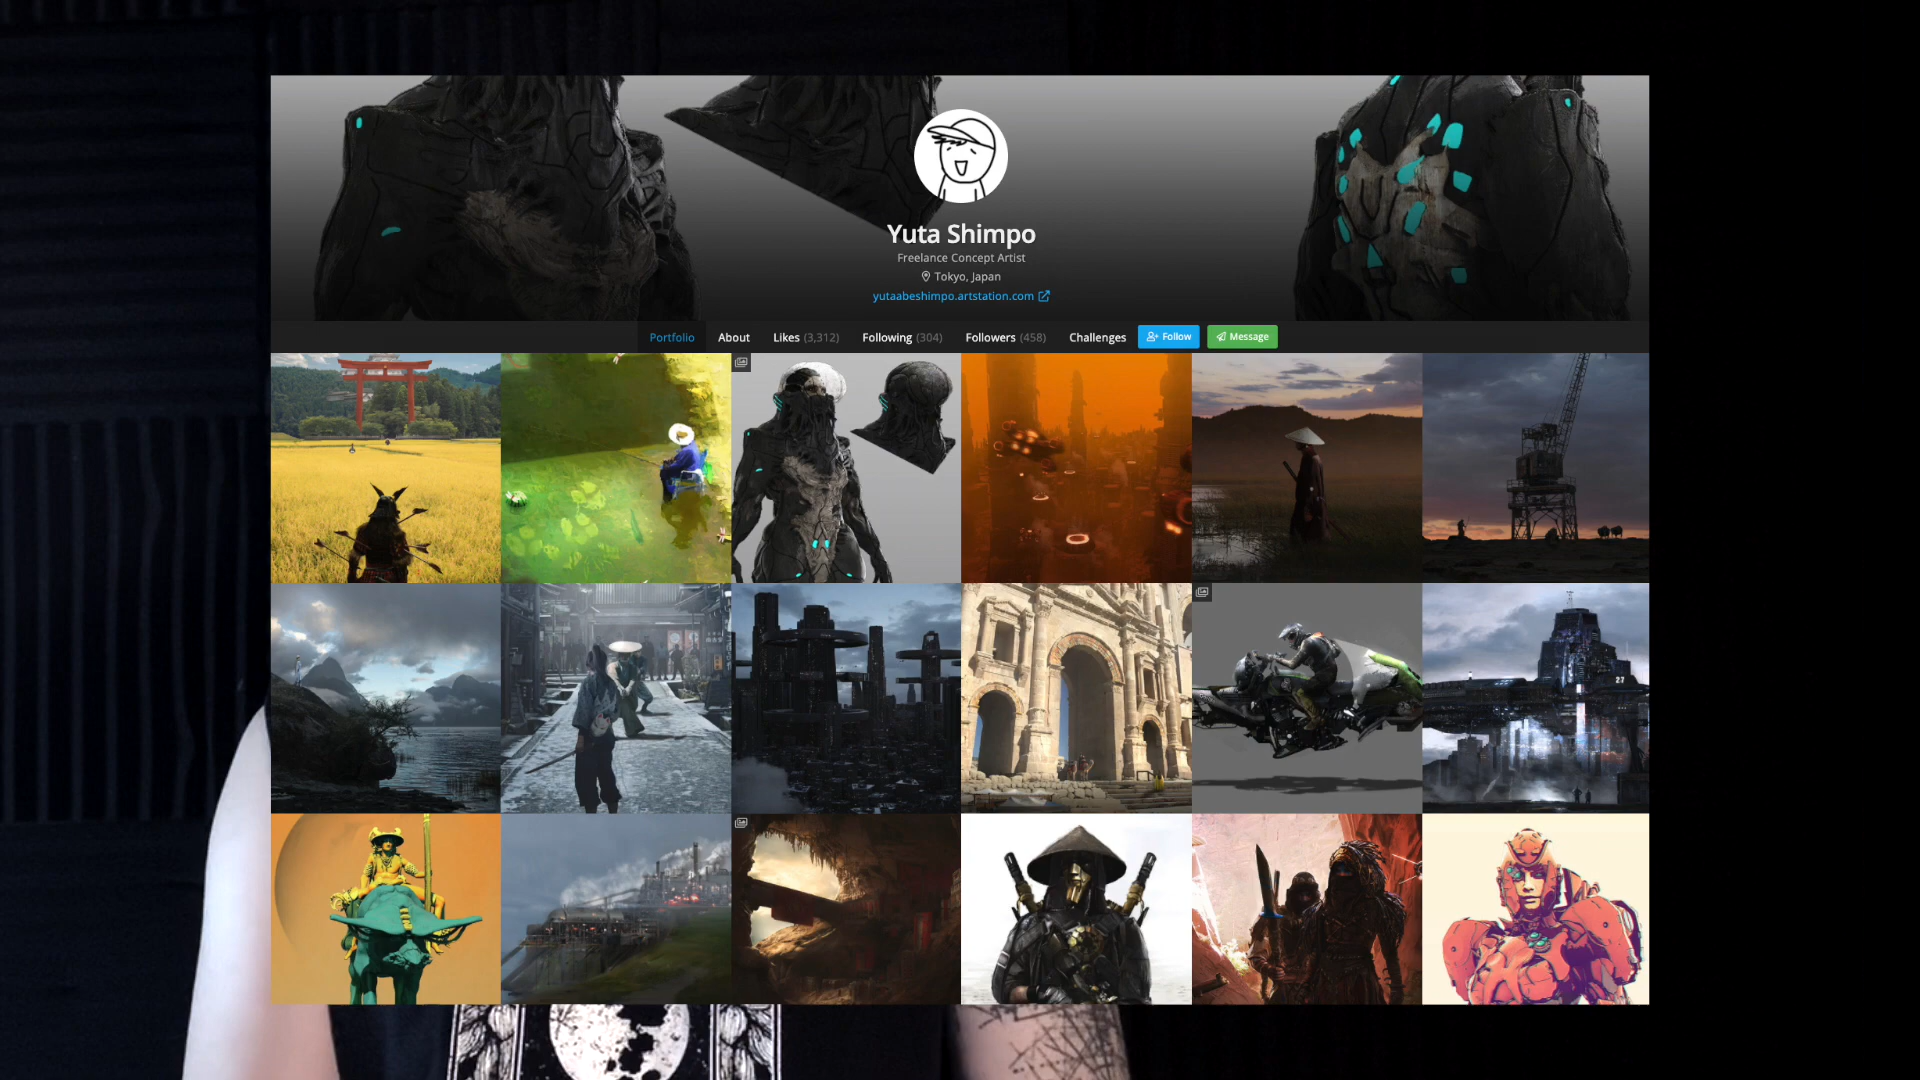 Yuta Shimpo
Freelance Concept Artist
Tokyo, Japan
yutaabeshimpo.artstation.com
Portfolio About Likes (3,312) Following (304) Followers (458) Challenges Follow Message
27